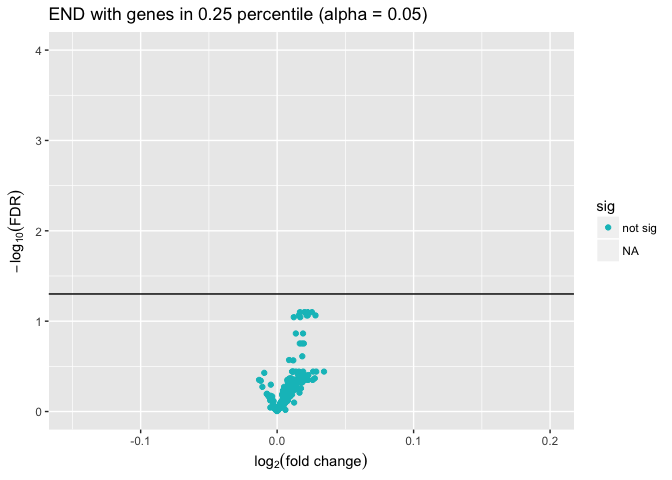 END with genes in 0.25 percentile (alpha = 0.05)
4
3
2
1
0
−log10(FDR)
-0.1
0.0
0.1
0.2
log2(fold change)
sig
not sig
NA